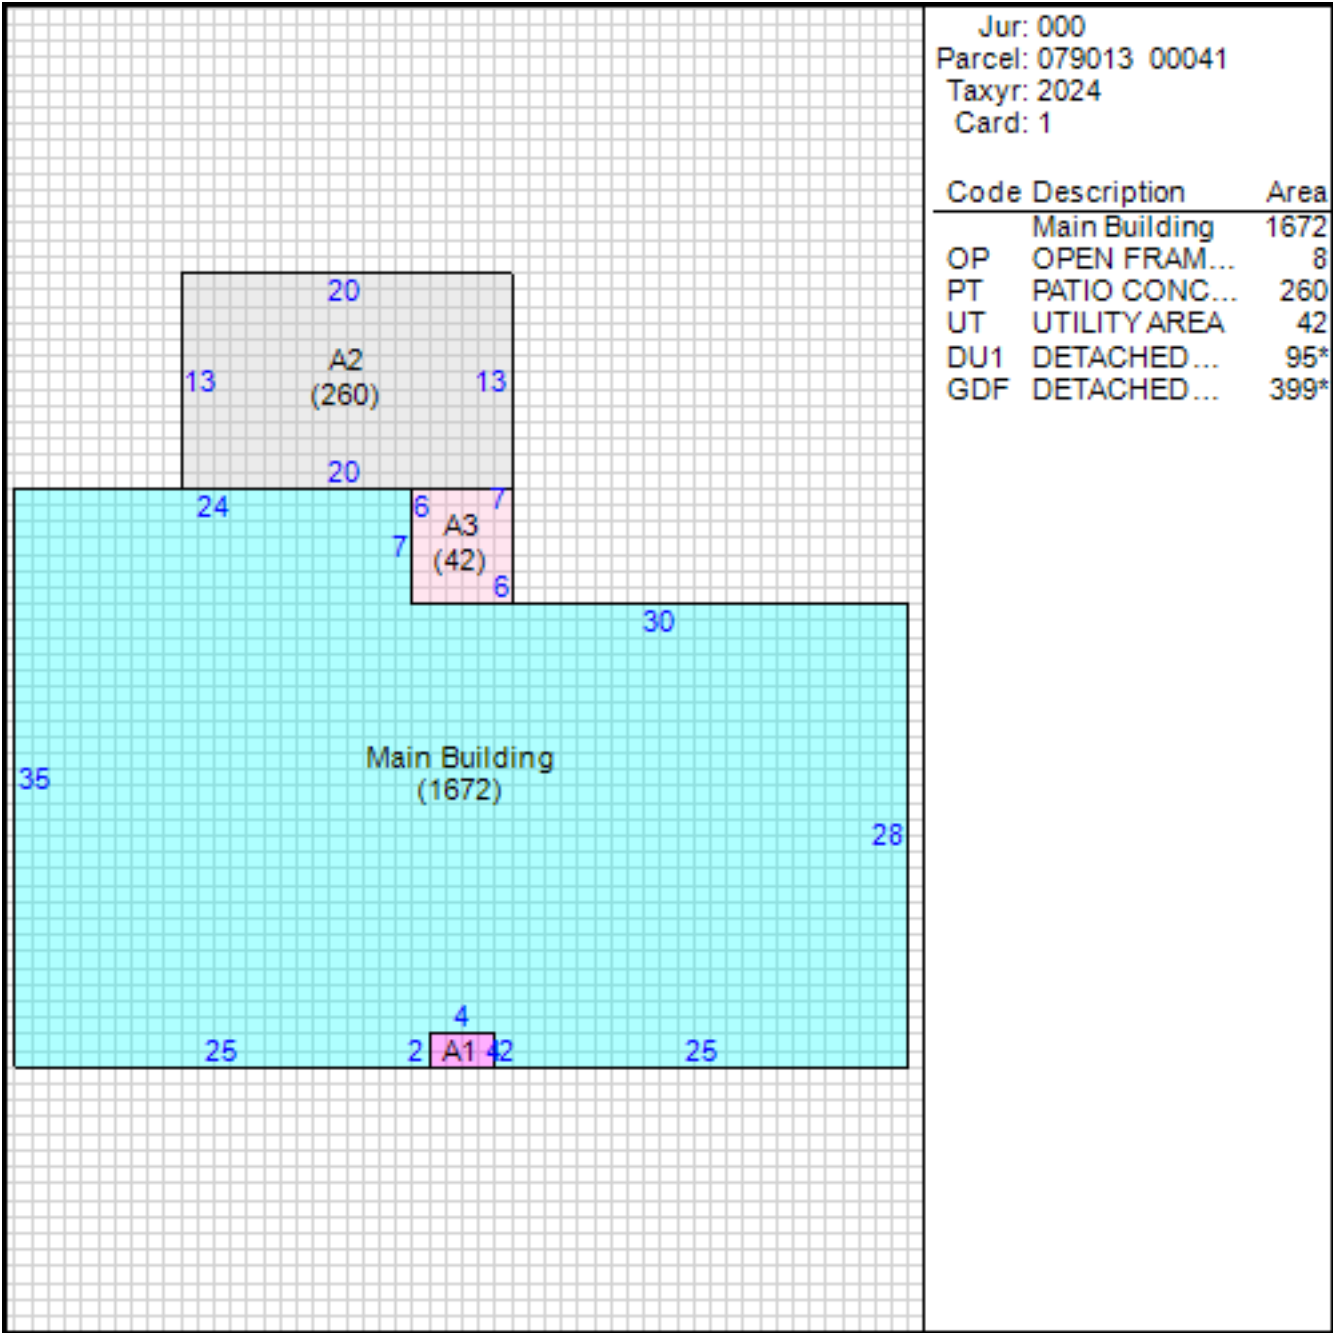 Jur: 000
Parcel: 079013 00041
Taxyr: 2024
Card: 1
Code Description Area
Main Building 1672
OP OPEN FRAM... 8
PT PATIO CONC... 260
UT UTILITY AREA 42
DU1 DETACHED... 95*
GDF DETACHED... 399*
20
A2
13 13
(260)
20
24 6 7
A3
7 (42)
6
30
Main Building
35 (1672)
28
4
25 2 A1 42 25